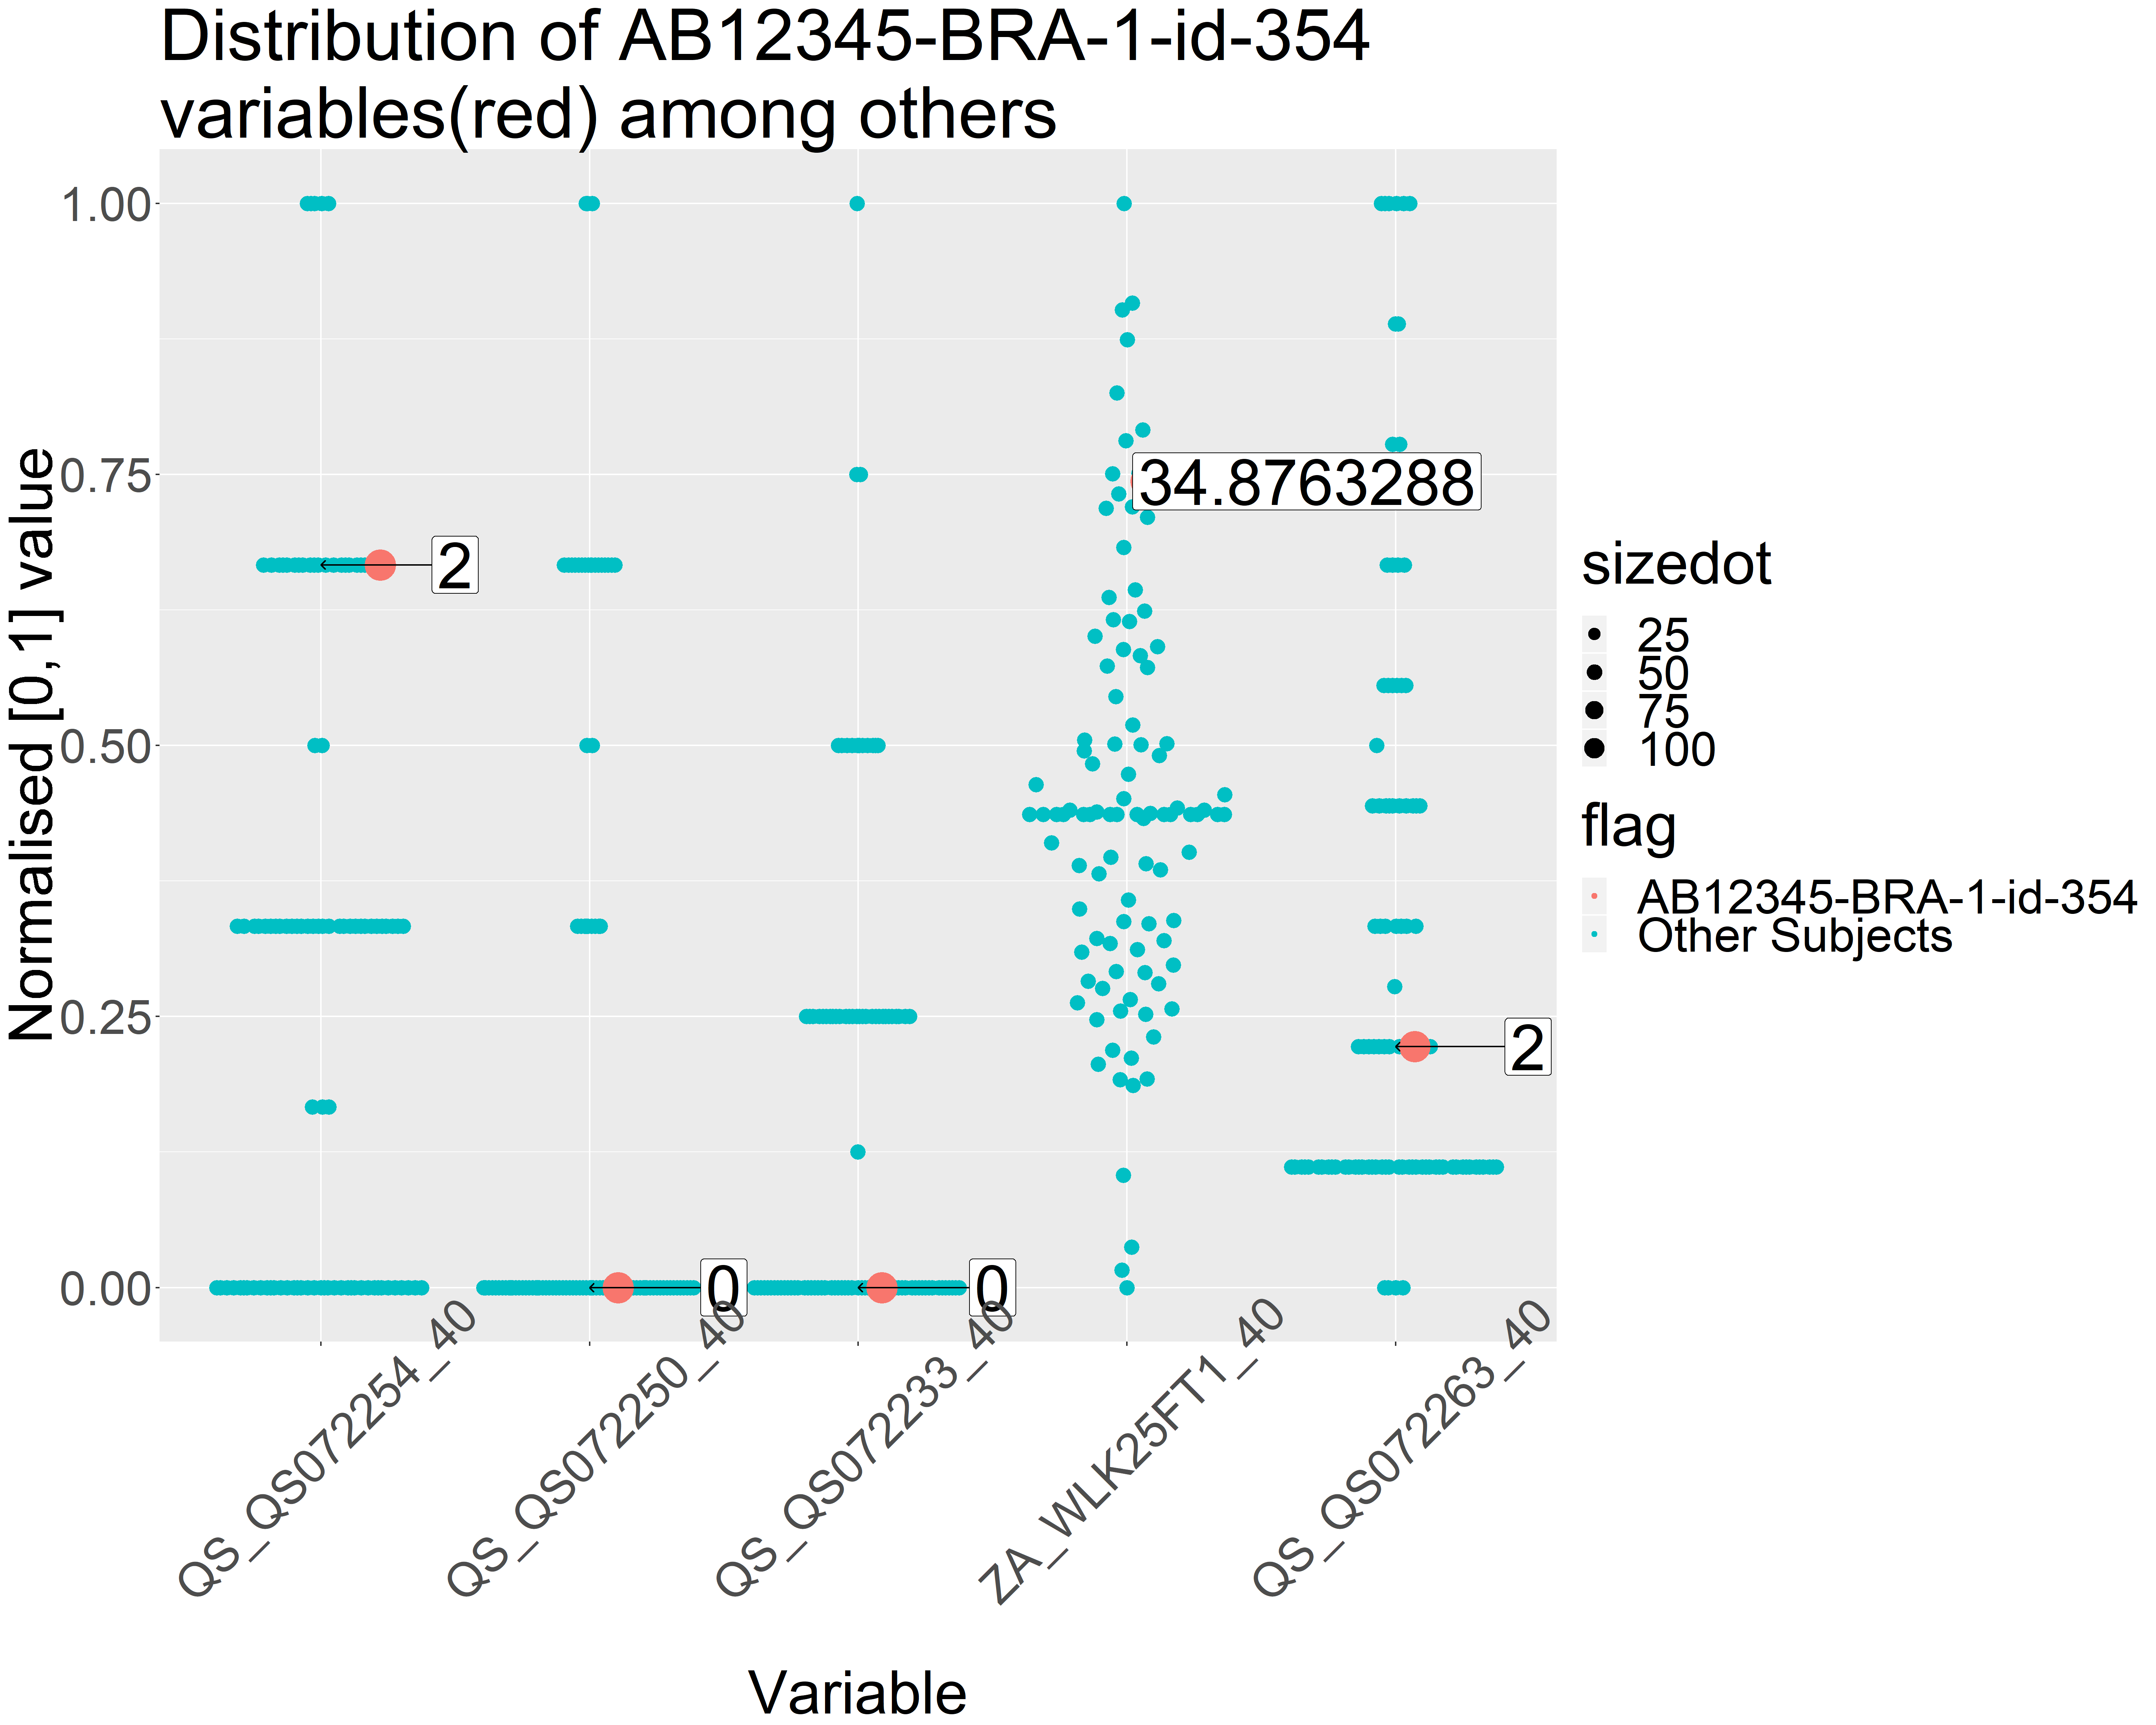 Distribution of AB12345-BRA-1-id-354
variables(red) among others
Normalised [0,1] value
1.00
0.75
0.50
0.25
0.00
34.8763288
2
2
0
0
QS_QS072254_40
QS_QS072250_40
QS_QS072233_40
ZA_WLK25FT1_40
QS_QS072263_40
Variable
sizedot
25
50
75
100
flag
AB12345-BRA-1-id-354
Other Subjects